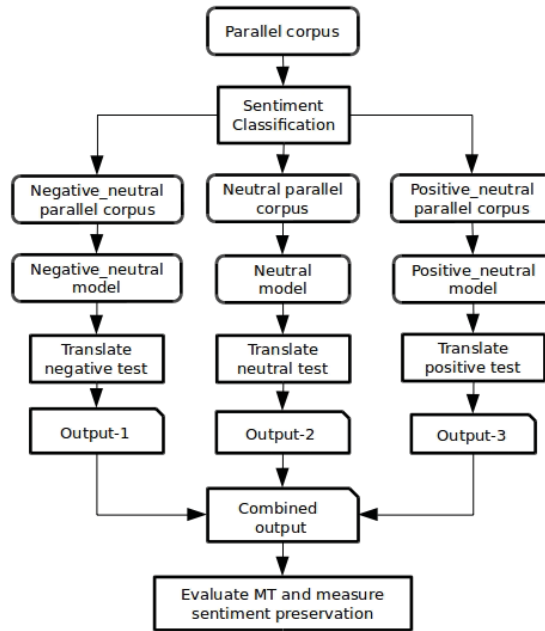 Parallel corpus
Sentiment
Classification
Negative_neutral
parallel corpus
Neutral parallel
corpus
Positive_neutral
parallel corpus
Negative_neutral
model
Neutral
model
Positive_neutral
model
Translate
negative test
Translate
neutral test
Translate
positive test
Output-1
Output-2
Output-3
Combined
output
Evaluate MT and measure
sentiment preservation